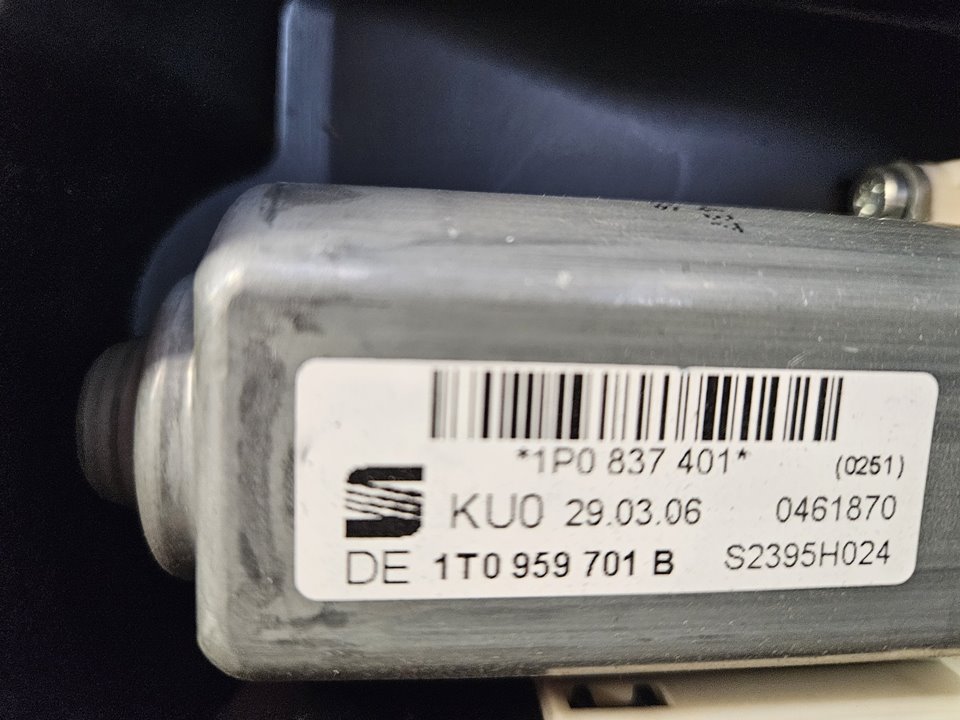 *1P0 837 401* (0251)
KU0 29.03.06 0461870
DE 1T0 959 701 B S2395H024